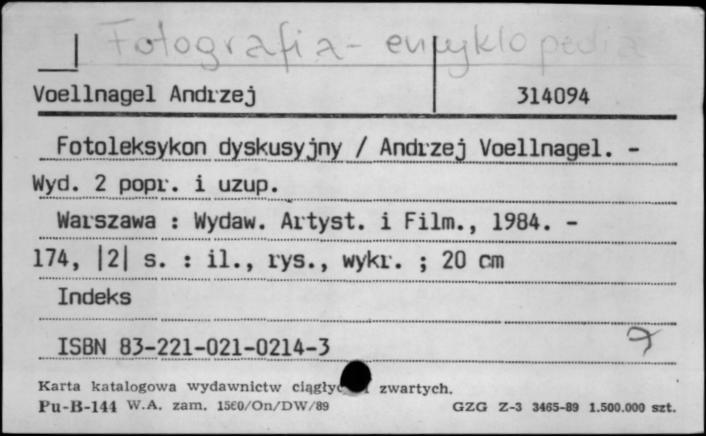 Fotografia - encyklopedia
Voellnagel Andrzej 314094
Fotoleksykon dyskusyjny / Andrzej Voellnagel. -
Wyd. 2 popr. i uzup.
Warszawa : Wydaw. Artyst. i Film., 1984. -
174, |2| s. : il., rys., wykr. ; 20 cm
Indeks
ISBN 83-221-021-0214-3
Karta katalogowa wydawnictw zwartych.
Pu-B-144 W.A. zam. 1560/On/DW/89 GZG Z-3 3465-89 1.500.000 szt.